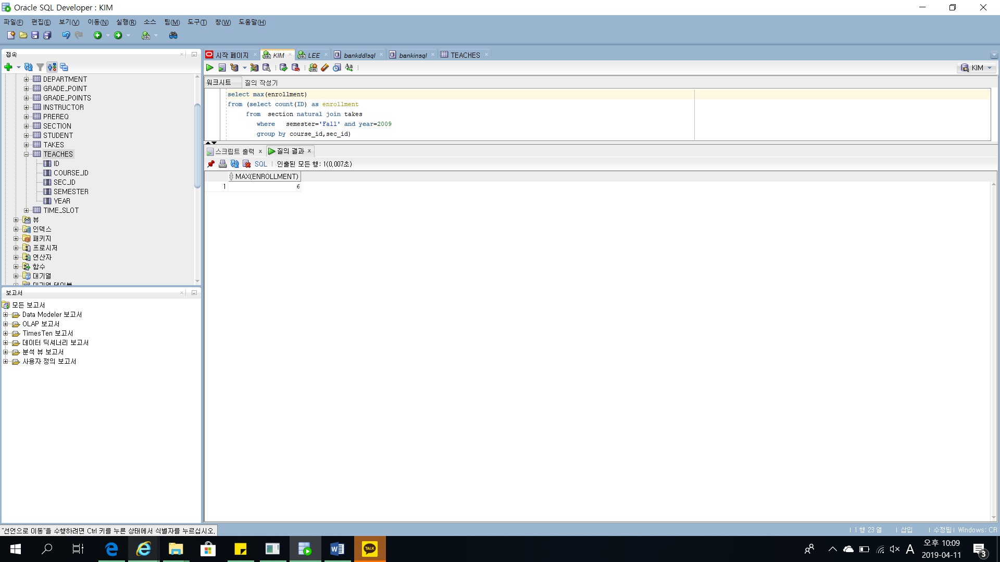 Oracle SQL Developer : KIM
파일(F) 편집(E) 보기(V) 이동(N) 실행(R) 소스 팀(M) 도구(T) 창(W) 도움말(H)
접속
DEPARTMENT
GRADE_POINT
GRADE_POINTS
INSTRUCTOR
PREREQ
SECTION
STUDENT
TAKES
TEACHES
ID
COURSE_ID
SEC_ID
SEMESTER
YEAR
TIME_SLOT
뷰
인덱스
패키지
프로시저
연산자
함수
대기열
대기열 테이블
보고서
모든 보고서
Data Modeler 보고서
OLAP 보고서
TimesTen 보고서
데이터 딕셔너리 보고서
분석 뷰 보고서
사용자 정의 보고서
시작 페이지 KIM LEE bankddlsql bankinsql TEACHES
KIM
워크시트 질의 작성기
select max(enrollment)
from (select count(ID) as enrollment
from section natural join takes
where semester='Fall' and year=2009
group by course_id,sec_id)
스크립트 출력 질의 결과
SQL 인출된 모든 행: 1(0,007초)
MAX(ENROLLMENT)
1 6
"선언으로 이동"을 수행하려면 Ctrl 키를 누른 상태에서 식별자를 누르십시오.
1 행 23 열 삽입 수정됨 Windows: CR
TALK
A
오후 10:09
2019-04-11
3